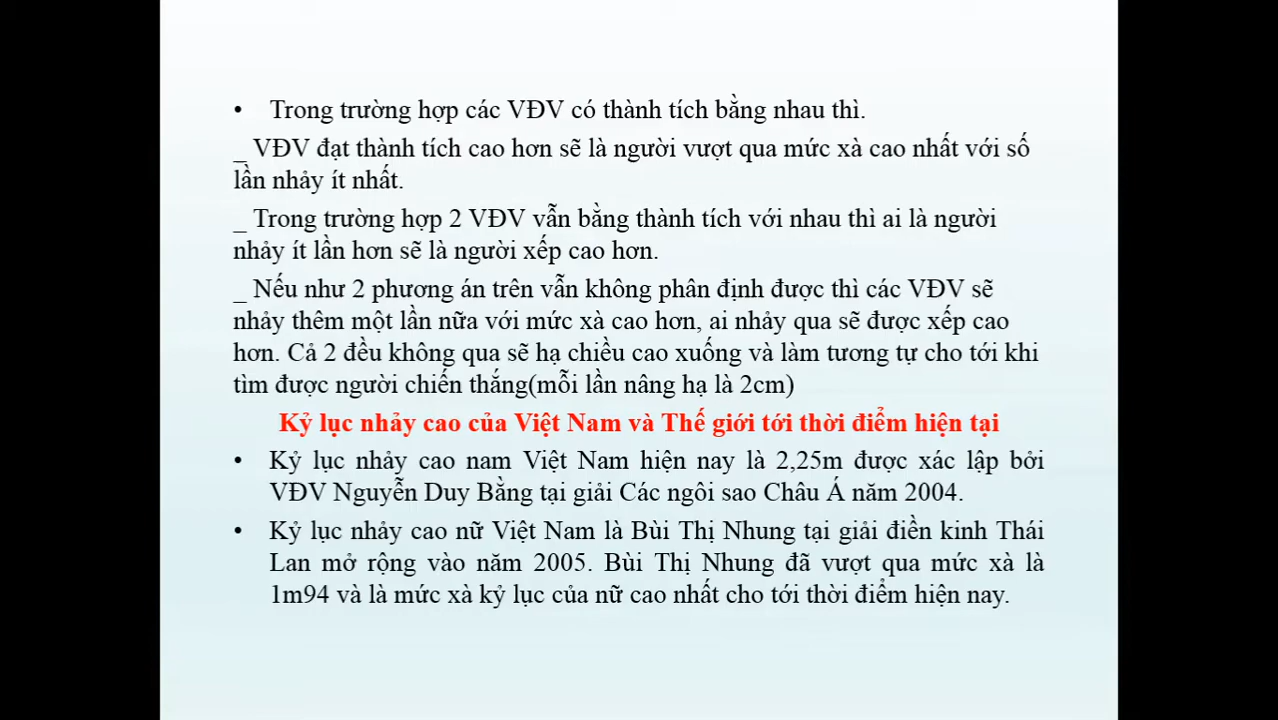 • Trong trường hợp các VĐV có thành tích bằng nhau thì.
_ VĐV đạt thành tích cao hơn sẽ là người vượt qua mức xà cao nhất với số
lần nhảy ít nhất.
_ Trong trường hợp 2 VĐV vẫn bằng thành tích với nhau thì ai là người
nhảy ít lần hơn sẽ là người xếp cao hơn.
_ Nếu như 2 phương án trên vẫn không phân định được thì các VĐV sẽ
nhảy thêm một lần nữa với mức xà cao hơn, ai nhảy qua sẽ được xếp cao
hơn. Cả 2 đều không qua sẽ hạ chiều cao xuống và làm tương tự cho tới khi
tìm được người chiến thắng(mỗi lần nâng hạ là 2cm)
Kỷ lục nhảy cao của Việt Nam và Thế giới tới thời điểm hiện tại
• Kỷ lục nhảy cao nam Việt Nam hiện nay là 2,25m được xác lập bởi
VĐV Nguyễn Duy Bằng tại giải Các ngôi sao Châu Á năm 2004.
• Kỷ lục nhảy cao nữ Việt Nam là Bùi Thị Nhung tại giải điền kinh Thái
Lan mở rộng vào năm 2005. Bùi Thị Nhung đã vượt qua mức xà là
1m94 và là mức xà kỷ lục của nữ cao nhất cho tới thời điểm hiện nay.